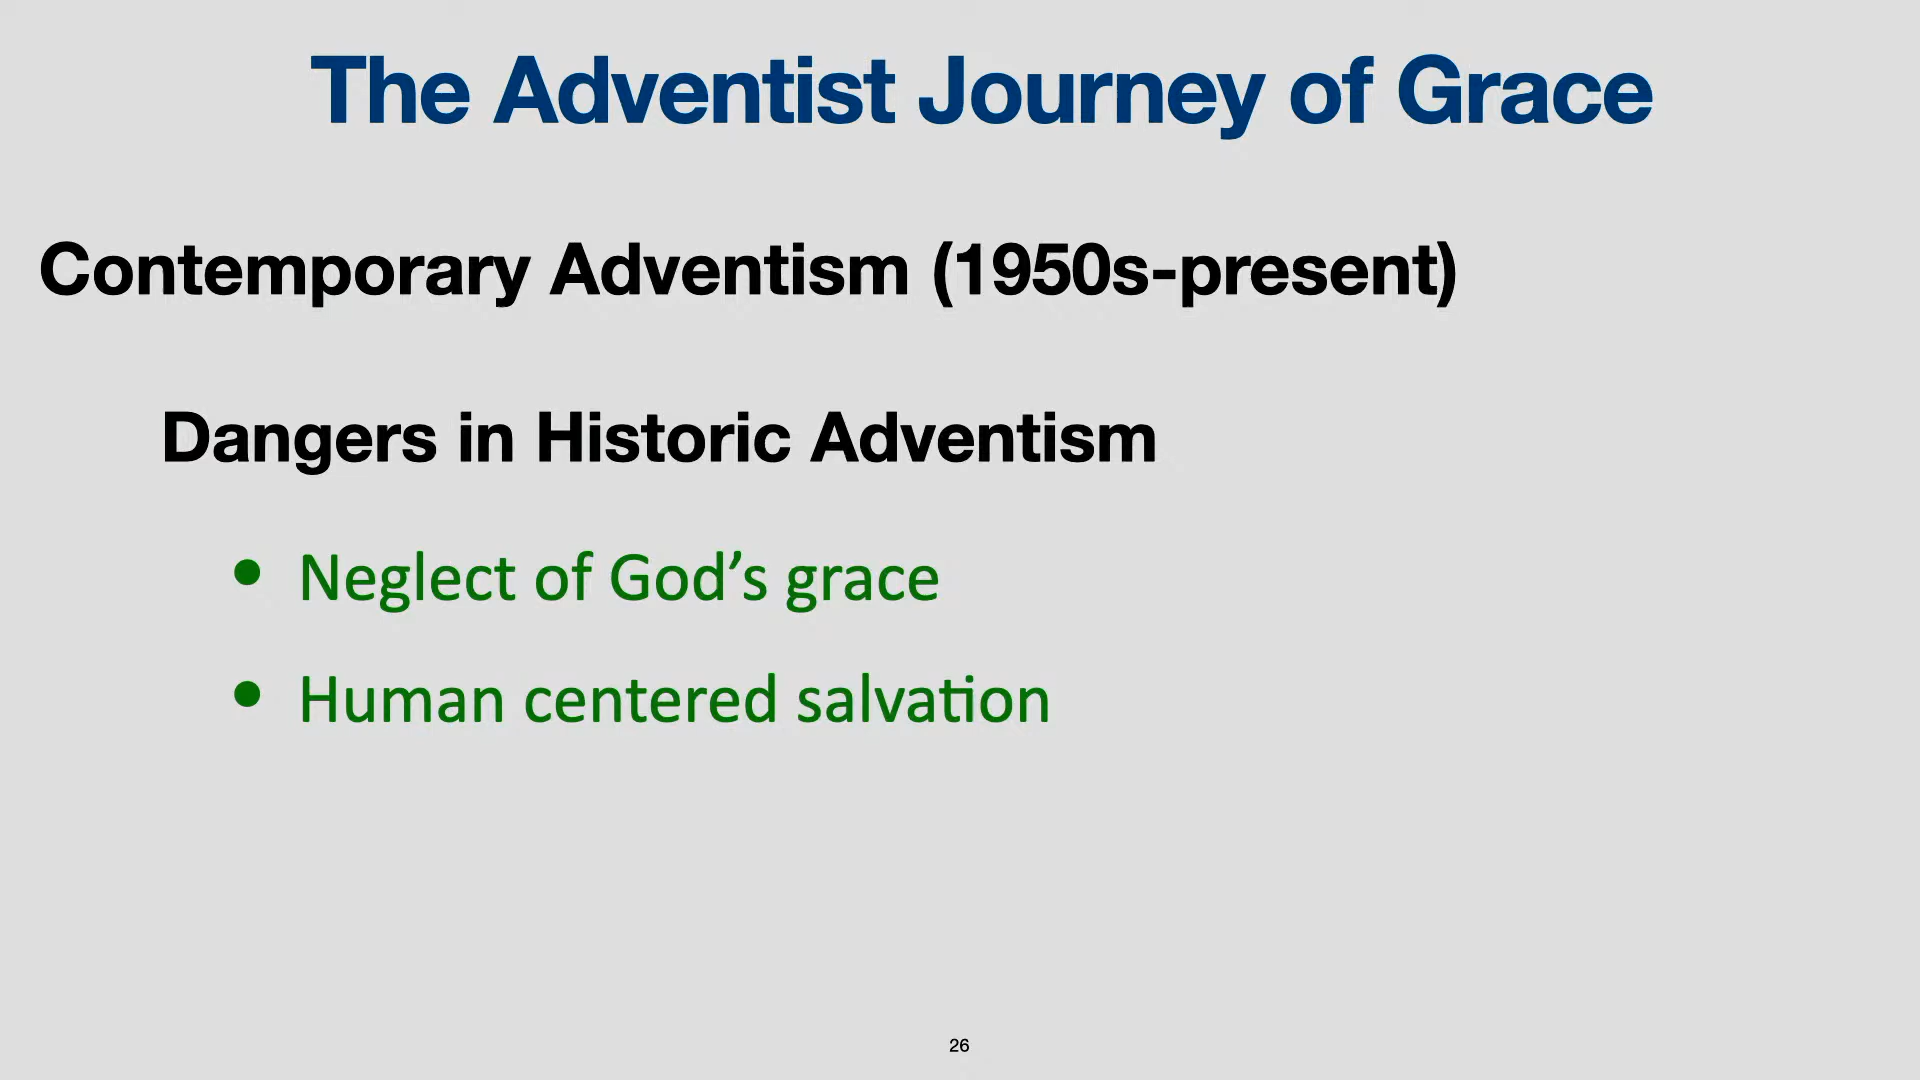 The Adventist Journey of Grace
Contemporary Adventism (1950s-present)
Dangers in Historic Adventism
• Neglect of God’s grace
• Human centered salvation
26